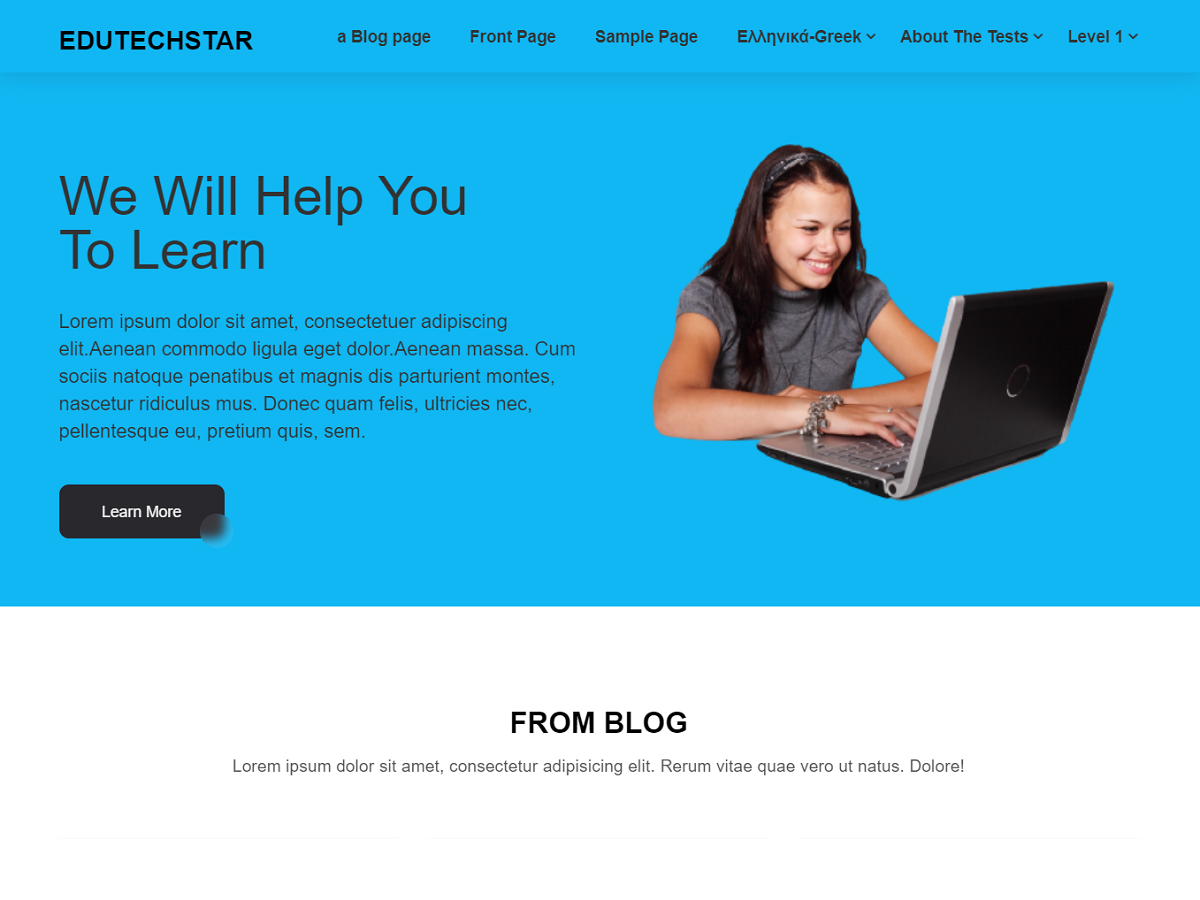 EDUTECHSTAR
a Blog page
Front Page
Sample Page
Ελληνικά-Greek
About The Tests
Level 1
We Will Help You
To Learn
Lorem ipsum dolor sit amet, consectetuer adipiscing
elit.Aenean commodo ligula eget dolor.Aenean massa. Cum
sociis natoque penatibus et magnis dis parturient montes,
nascetur ridiculus mus. Donec quam felis, ultricies nec,
pellentesque eu, pretium quis, sem.
Learn More
FROM BLOG
Lorem ipsum dolor sit amet, consectetur adipisicing elit. Rerum vitae quae vero ut natus. Dolore!